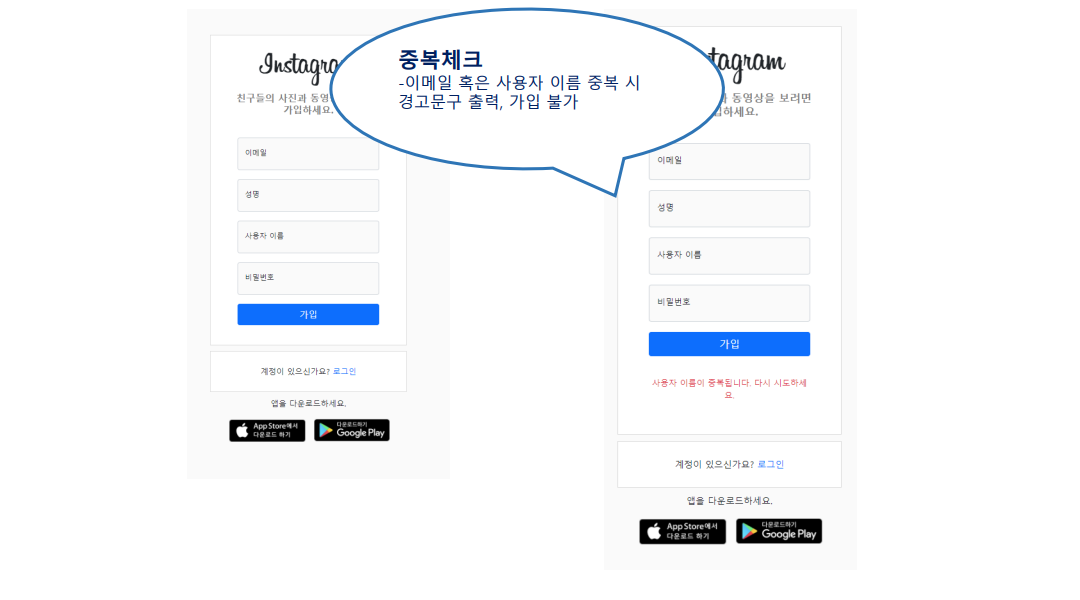 Instagra
친구들의 사진과 동영
가입하세요.
이메일
성명
사용자 이름
비밀번호
가입
계정이 있으신가요? 로그인
앱을 다운로드하세요.
App Store에서
다운로드 하기
다운로드하기
Google Play
중복체크
-이메일 혹은 사용자 이름 중복 시
경고문구 출력, 가입 불가
tagram
동영상을 보려면
하세요.
이메일
성명
사용자 이름
비밀번호
가입
사용자 이름이 중복됩니다. 다시 시도하세
요.
계정이 있으신가요? 로그인
앱을 다운로드하세요.
App Store에서
다운로드 하기
다운로드하기
Google Play